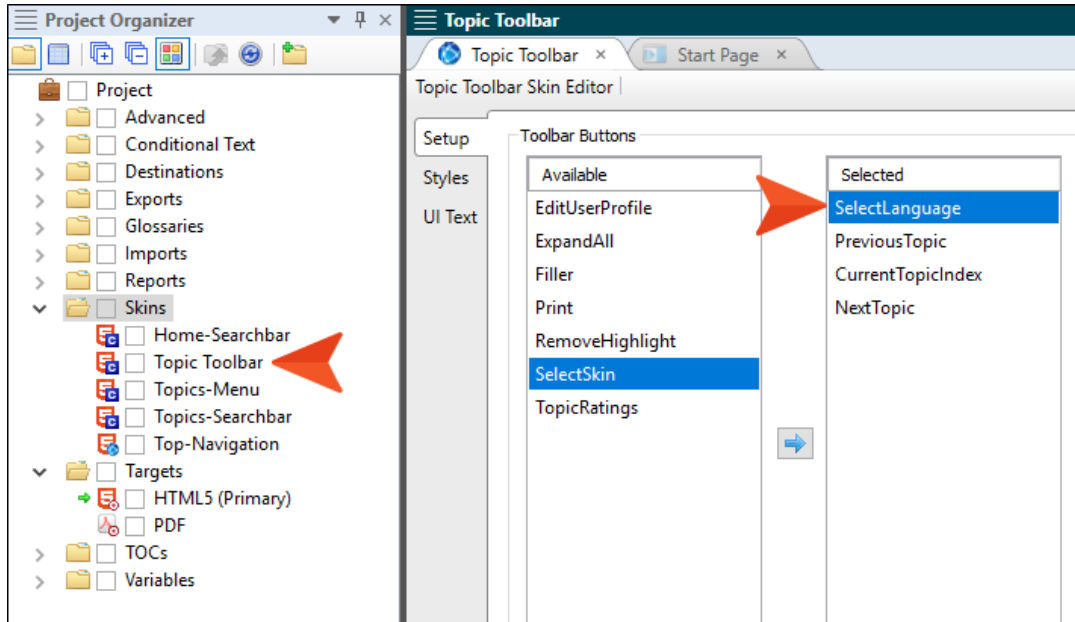 Project Organizer
Project
Advanced
Conditional Text
Destinations
Exports
Glossaries
Imports
Reports
Skins
Home-Searchbar
Topic Toolbar
Topics-Menu
Topics-Searchbar
Top-Navigation
Targets
HTML5 (Primary)
PDF
TOCs
Variables
Topic Toolbar
Topic Toolbar
Start Page
Topic Toolbar Skin Editor
Setup
Styles
UI Text
Toolbar Buttons
Available
EditUserProfile
ExpandAll
Filler
Print
RemoveHighlight
SelectSkin
TopicRatings
Selected
SelectLanguage
PreviousTopic
CurrentTopicIndex
NextTopic